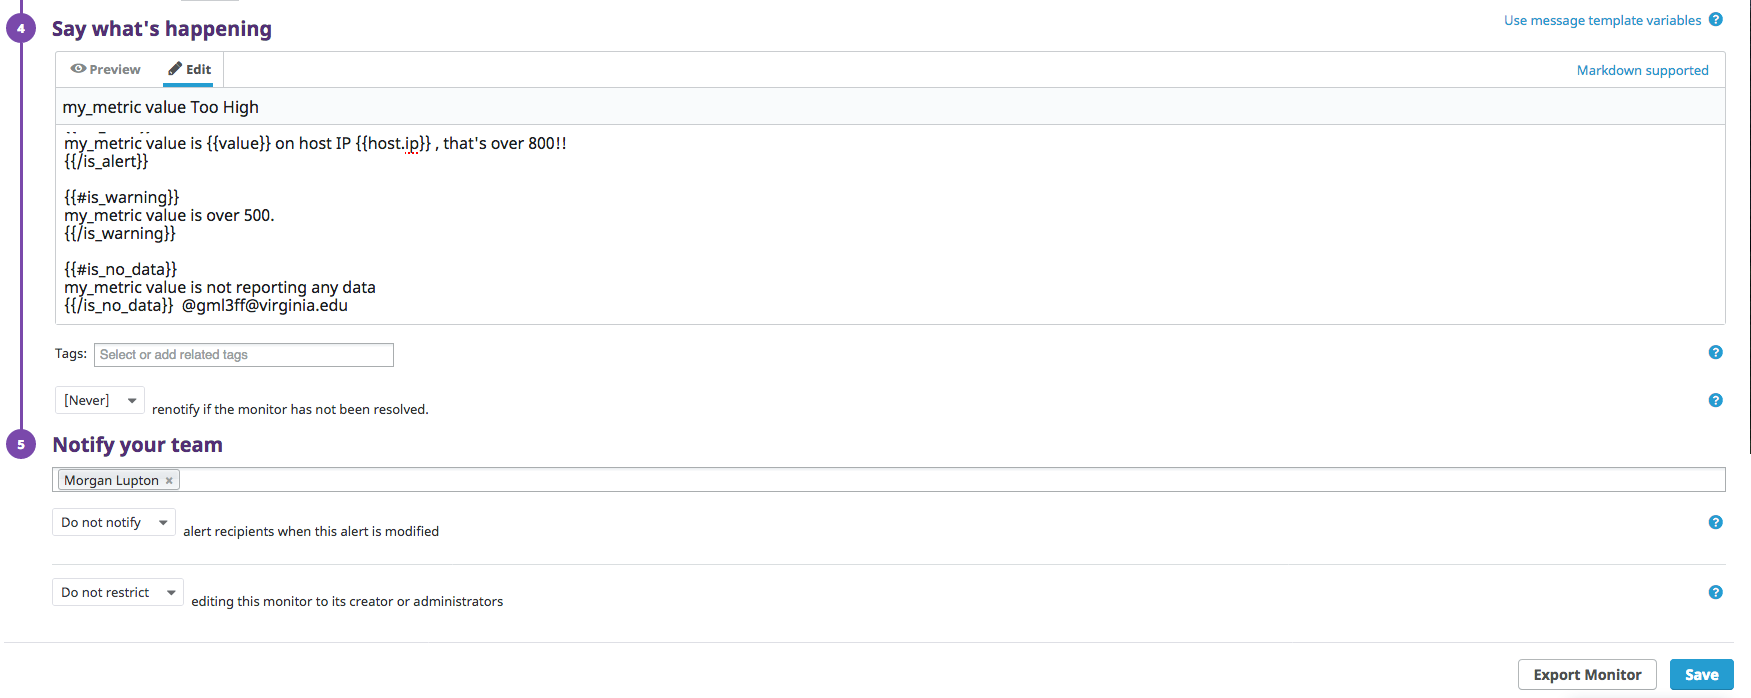 4
Say what's happening
Use message template variables ?
Preview
Edit
Markdown supported
my_metric value Too High
my_metric value is {{value}} on host IP {{host.ip}} , that's over 800!!
{{/is_alert}}
{{#is_warning}}
my_metric value is over 500.
{{/is_warning}}
{{#is_no_data}}
my_metric value is not reporting any data
{{/is_no_data}} @gml3ff@virginia.edu
Tags: Select or add related tags ?
[Never] renotify if the monitor has not been resolved. ?
5
Notify your team
Morgan Lupton ×
Do not notify alert recipients when this alert is modified ?
Do not restrict editing this monitor to its creator or administrators ?
Export Monitor
Save